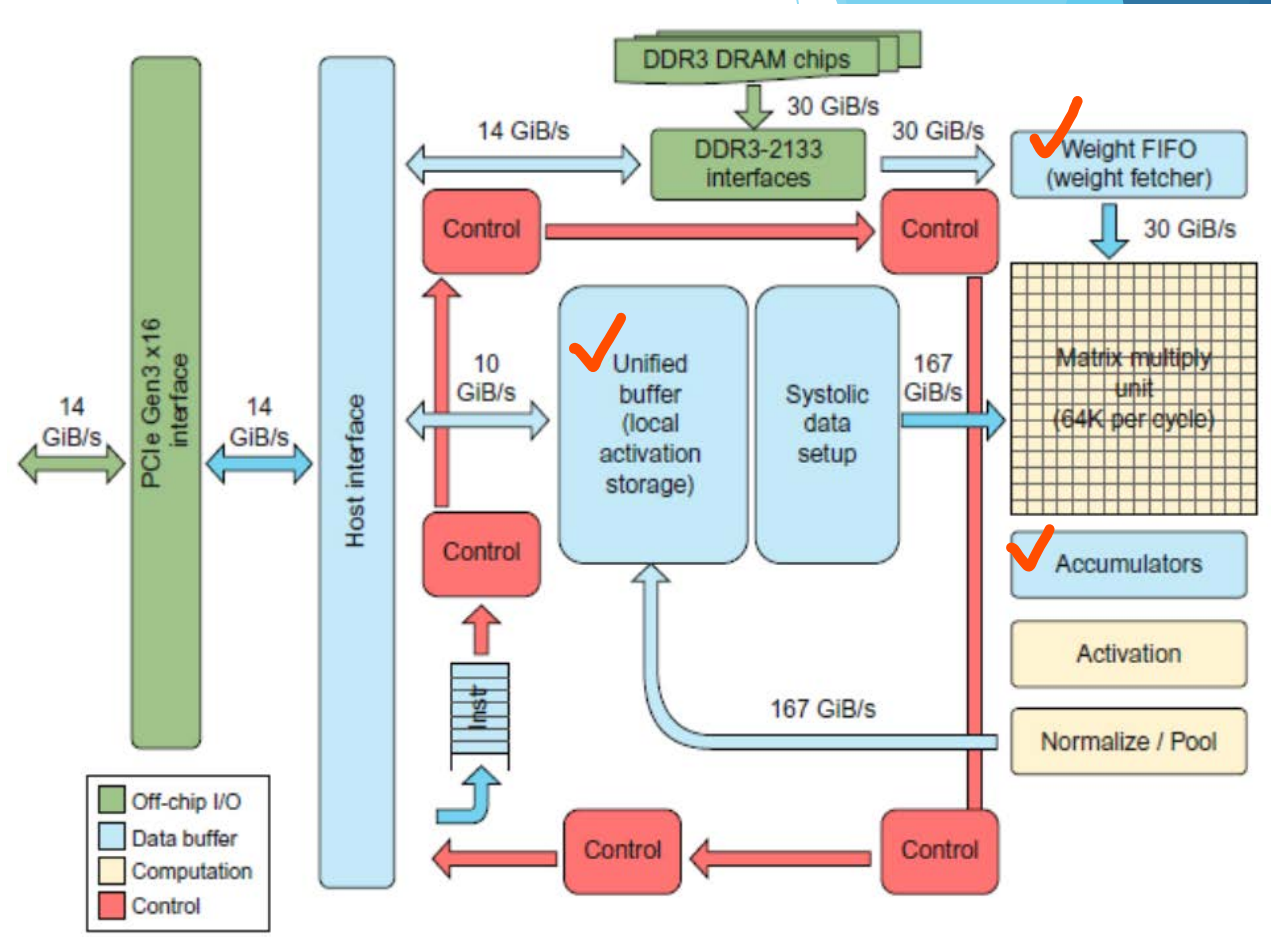 DDR3 DRAM chips
30 GiB/s
14 GiB/s
DDR3-2133
interfaces
30 GiB/s
Weight FIFO
(weight fetcher)
30 GiB/s
Control
Control
PCIe Gen3 x16
interface
Host interface
14
GiB/s
14
GiB/s
10
GiB/s
Unified
buffer
(local
activation
storage)
Systolic
data
setup
167
GiB/s
Matrix multiply
unit
(64K per cycle)
Control
Accumulators
Activation
Instr
167 GiB/s
Normalize / Pool
Control
Control
Off-chip I/O
Data buffer
Computation
Control